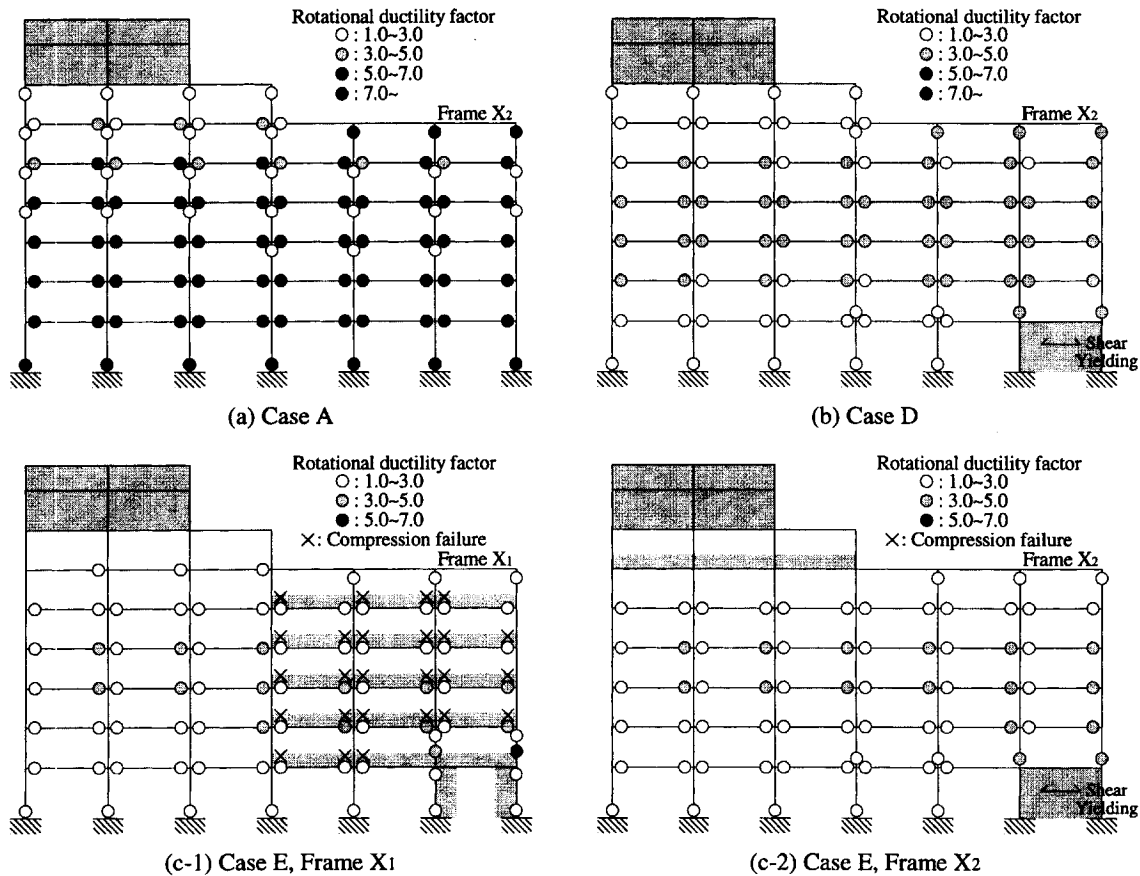 Rotational ductility factor
: 1.0~3.0
: 3.0~5.0
: 5.0~7.0
: 7.0~
Frame X2
(a) Case A
Rotational ductility factor
: 1.0~3.0
: 3.0~5.0
: 5.0~7.0
: 7.0~
Frame X2
Shear
Yielding
(b) Case D
Rotational ductility factor
: 1.0~3.0
: 3.0~5.0
: 5.0~7.0
×: Compression failure
Frame X1
(c-1) Case E, Frame X1
Rotational ductility factor
: 1.0~3.0
: 3.0~5.0
: 5.0~7.0
×: Compression failure
Frame X2
Shear
Yielding
(c-2) Case E, Frame X2